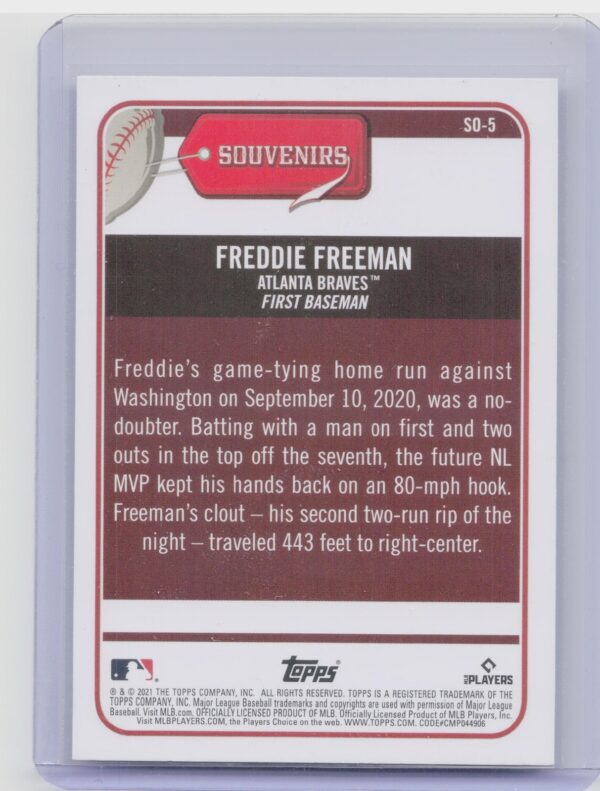 SO-5
SOUVENIRS
FREDDIE FREEMAN
ATLANTA BRAVES™
FIRST BASEMAN
Freddie's game-tying home run against
Washington on September 10, 2020, was a no-
doubter. Batting with a man on first and two
outs in the top off the seventh, the future NL
MVP kept his hands back on an 80-mph hook.
Freeman's clout – his second two-run rip of the
night – traveled 443 feet to right-center.
Topps
MLB PLAYERS
® & © 2021 THE TOPPS COMPANY, INC. ALL RIGHTS RESERVED. TOPPS IS A REGISTERED TRADEMARK OF THE
TOPPS COMPANY, INC. Major League Baseball trademarks and copyrights are used with permission of Major League
Baseball. Visit MLB.com. OFFICIALLY LICENSED PRODUCT OF MLB. Officially Licensed Product of MLB Players, Inc.
Visit MLBPLAYERS.COM, the Players Choice on the web. WWW.TOPPS.COM. CODE#CMP044906